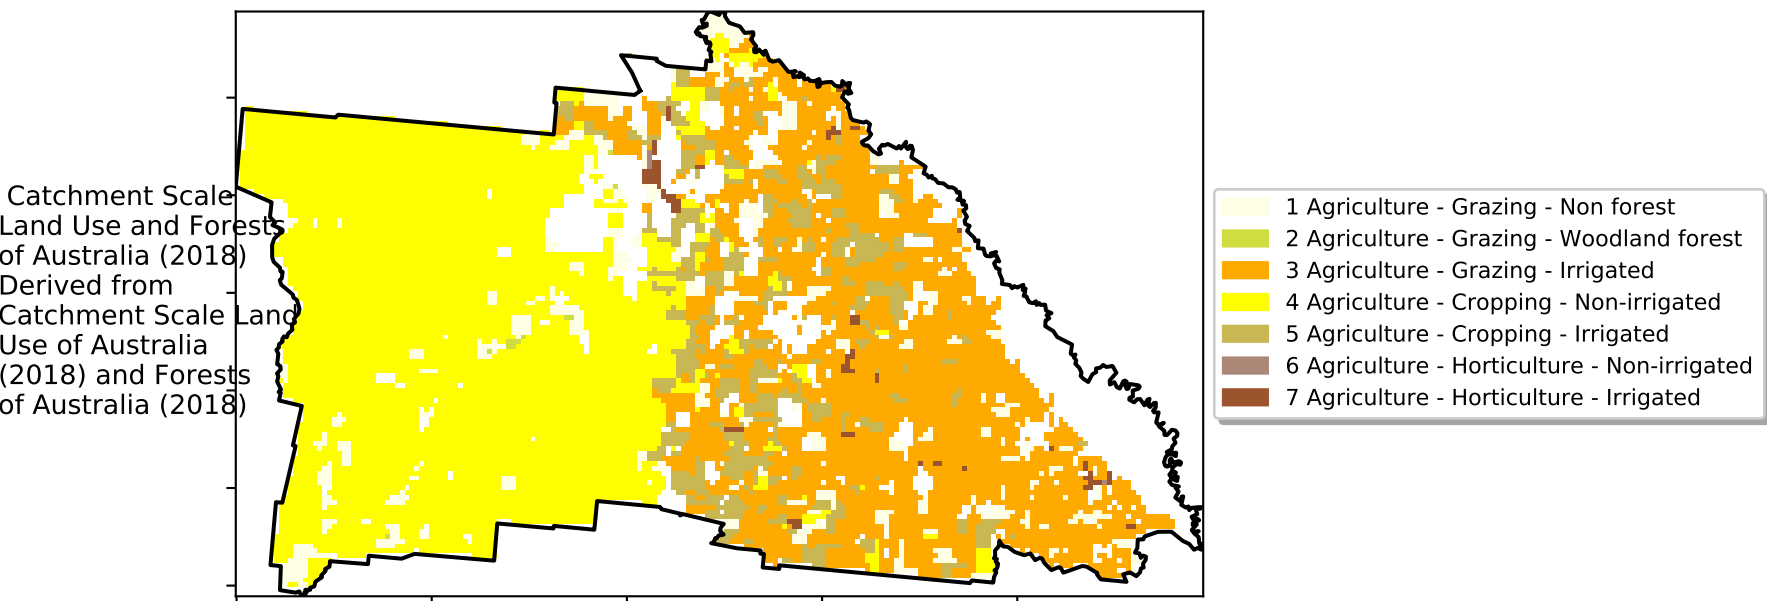 Catchment Scale
Land Use and Forests
of Australia (2018)
Derived from
Catchment Scale Land
Use of Australia
(2018) and Forests
of Australia (2018)
1 Agriculture - Grazing - Non forest
2 Agriculture - Grazing - Woodland forest
3 Agriculture - Grazing - Irrigated
4 Agriculture - Cropping - Non-irrigated
5 Agriculture - Cropping - Irrigated
6 Agriculture - Horticulture - Non-irrigated
7 Agriculture - Horticulture - Irrigated